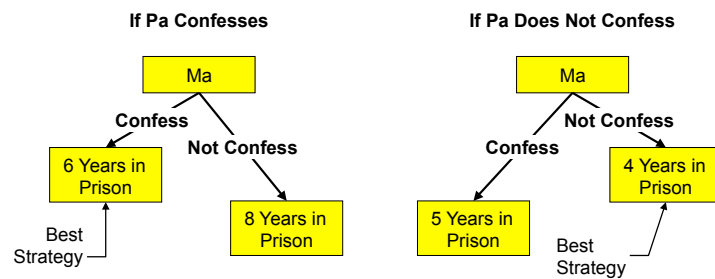 If Pa Confesses
Ma
Confess
Not Confess
6 Years in
Prison
8 Years in
Prison
Best
Strategy
If Pa Does Not Confess
Ma
Not Confess
Confess
4 Years in
Prison
5 Years in
Prison
Best
Strategy